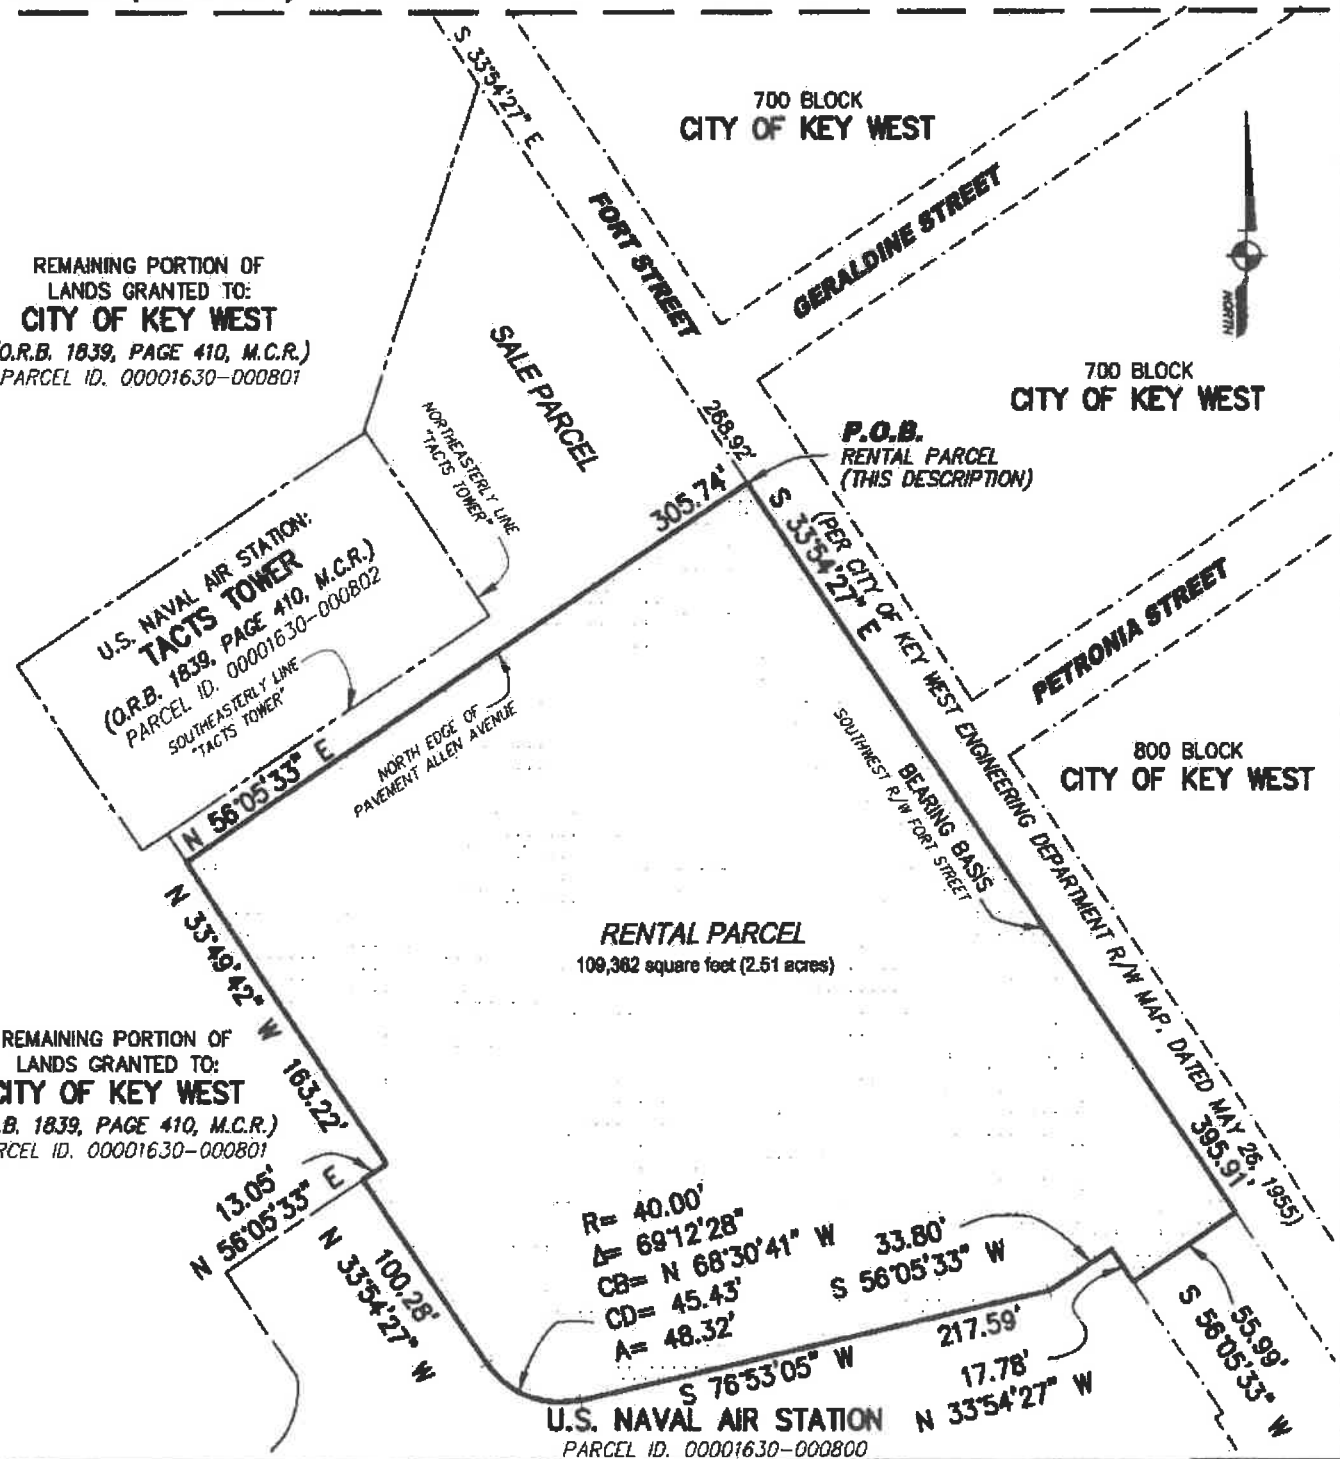 S 33°54'27" E
700 BLOCK
CITY OF KEY WEST
FORT STREET
GERALDINE STREET
NORTH
REMAINING PORTION OF
LANDS GRANTED TO:
CITY OF KEY WEST
O.R.B. 1839, PAGE 410, M.C.R.)
PARCEL ID. 00001630-000801
SALE PARCEL
700 BLOCK
CITY OF KEY WEST
268.92'
P.O.B.
RENTAL PARCEL
(THIS DESCRIPTION)
NORTHEASTERLY LINE
"TACTS TOWER"
305.74'
S 33°54'27" E
(PER CITY OF KEY WEST ENGINEERING DEPARTMENT R/W MAP, DATED MAY 26, 1955)
U.S. NAVAL AIR STATION:
TACTS TOWER
(O.R.B. 1839, PAGE 410, M.C.R.)
PARCEL ID. 00001630-000802
SOUTHEASTERLY LINE
"TACTS TOWER"
PETRONIA STREET
N 56°05'33" E
NORTH EDGE OF
PAVEMENT ALLEN AVENUE
BEARING BASIS
SOUTHWEST R/W FORT STREET
800 BLOCK
CITY OF KEY WEST
N 33°49'42" W 163.22'
RENTAL PARCEL
109,362 square feet (2.51 acres)
REMAINING PORTION OF
LANDS GRANTED TO:
CITY OF KEY WEST
.B. 1839, PAGE 410, M.C.R.)
RCEL ID. 00001630-000801
395.91'
13.05'
N 56°05'33" E
100.28'
N 33°54'27" W
R= 40.00'
Δ= 69°12'28"
CB= N 68°30'41" W
CD= 45.43'
A= 48.32'
33.80'
S 56°05'33" W
217.59'
S 76°53'05" W
17.78'
N 33°54'27" W
55.99'
S 56°05'33" W
U.S. NAVAL AIR STATION
PARCEL ID. 00001630-000800